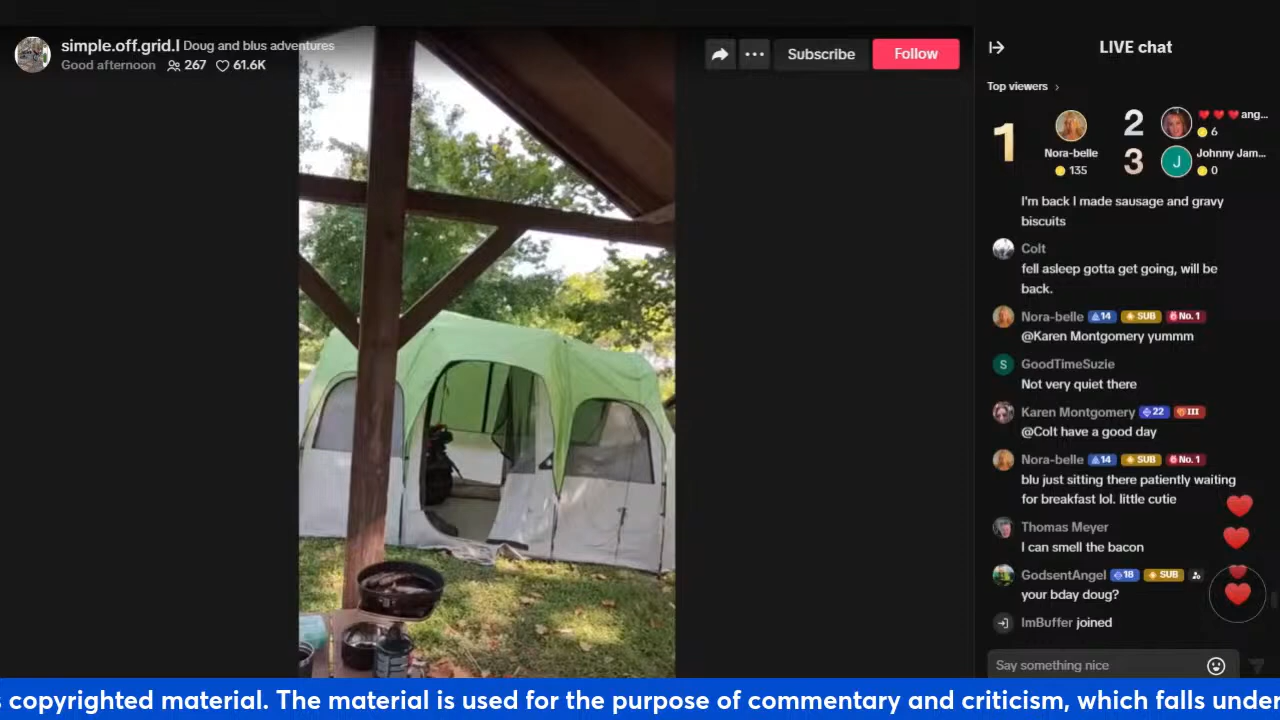 simple.off.grid.l Doug and blus adventures
Good afternoon 267 61.6K
Subscribe
Follow
LIVE chat
Top viewers
1
Nora-belle
135
2
ang...
6
3
J
Johnny Jam...
0
I'm back I made sausage and gravy
biscuits
Colt
fell asleep gotta get going, will be
back.
Nora-belle 14 SUB No. 1
@Karen Montgomery yummm
S GoodTimeSuzie
Not very quiet there
Karen Montgomery 22 III
@Colt have a good day
Nora-belle 14 SUB No. 1
blu just sitting there patiently waiting
for breakfast lol. little cutie
Thomas Meyer
I can smell the bacon
GodsentAngel 18 SUB
your bday doug?
ImBuffer joined
Say something nice
s copyrighted material. The material is used for the purpose of commentary and criticism, which falls under